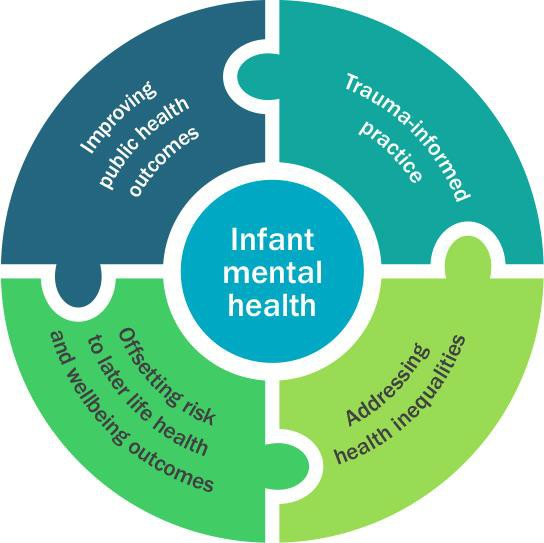 Improving
public health
outcomes
Trauma-informed
practice
Infant
mental
health
Offsetting risk
to later life health
and wellbeing outcomes
Addressing
health inequalities